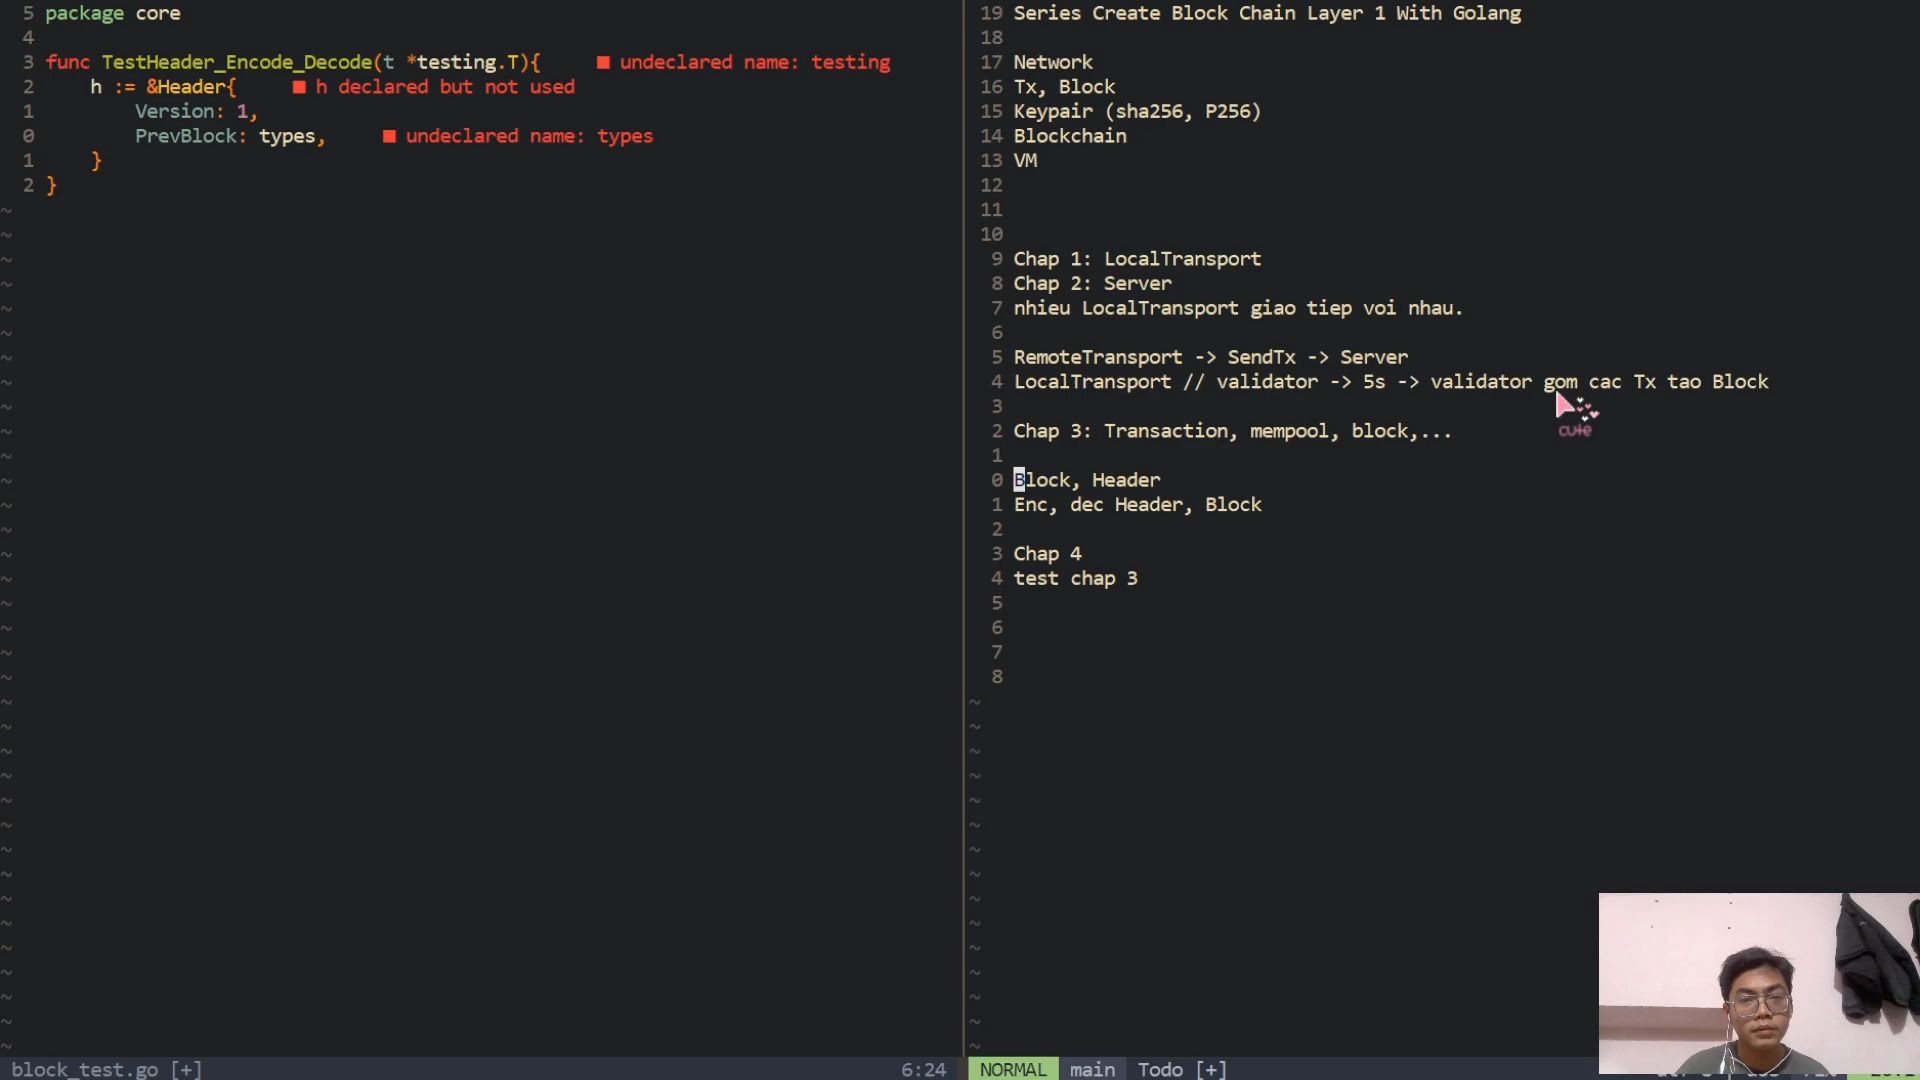 5 package core
4
3 func TestHeader_Encode_Decode(t *testing.T){ ■ undeclared name: testing
2 h := &Header{ ■ h declared but not used
1 Version: 1,
0 PrevBlock: types, ■ undeclared name: types
1 }
2 }
block_test.go [+] 6:24
19 Series Create Block Chain Layer 1 With Golang
18
17 Network
16 Tx, Block
15 Keypair (sha256, P256)
14 Blockchain
13 VM
12
11
10
9 Chap 1: LocalTransport
8 Chap 2: Server
7 nhieu LocalTransport giao tiep voi nhau.
6
5 RemoteTransport -> SendTx -> Server
4 LocalTransport // validator -> 5s -> validator gom cac Tx tao Block
3
cute
2 Chap 3: Transaction, mempool, block,...
1
0 Block, Header
1 Enc, dec Header, Block
2
3 Chap 4
4 test chap 3
5
6
7
8
NORMAL main Todo [+]